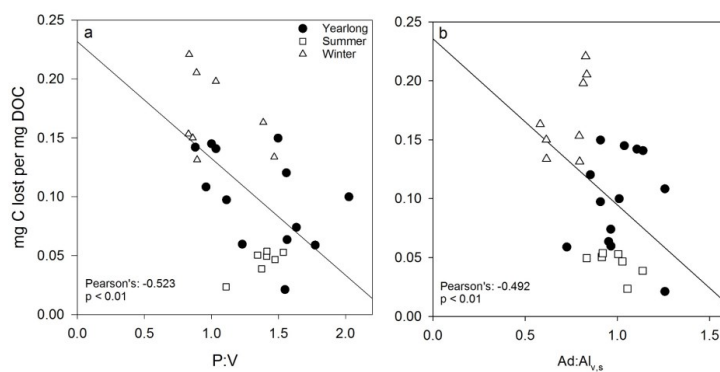 a
Yearlong
Summer
Winter
mg C lost per mg DOC
0.25
0.20
0.15
0.10
0.05
0.00
Pearson's: -0.523
p < 0.01
0.0 0.5 1.0 1.5 2.0
P:V
b
0.25
0.20
0.15
0.10
0.05
0.00
Pearson's: -0.492
p < 0.01
0.0 0.5 1.0 1.5
Ad:Alv,s